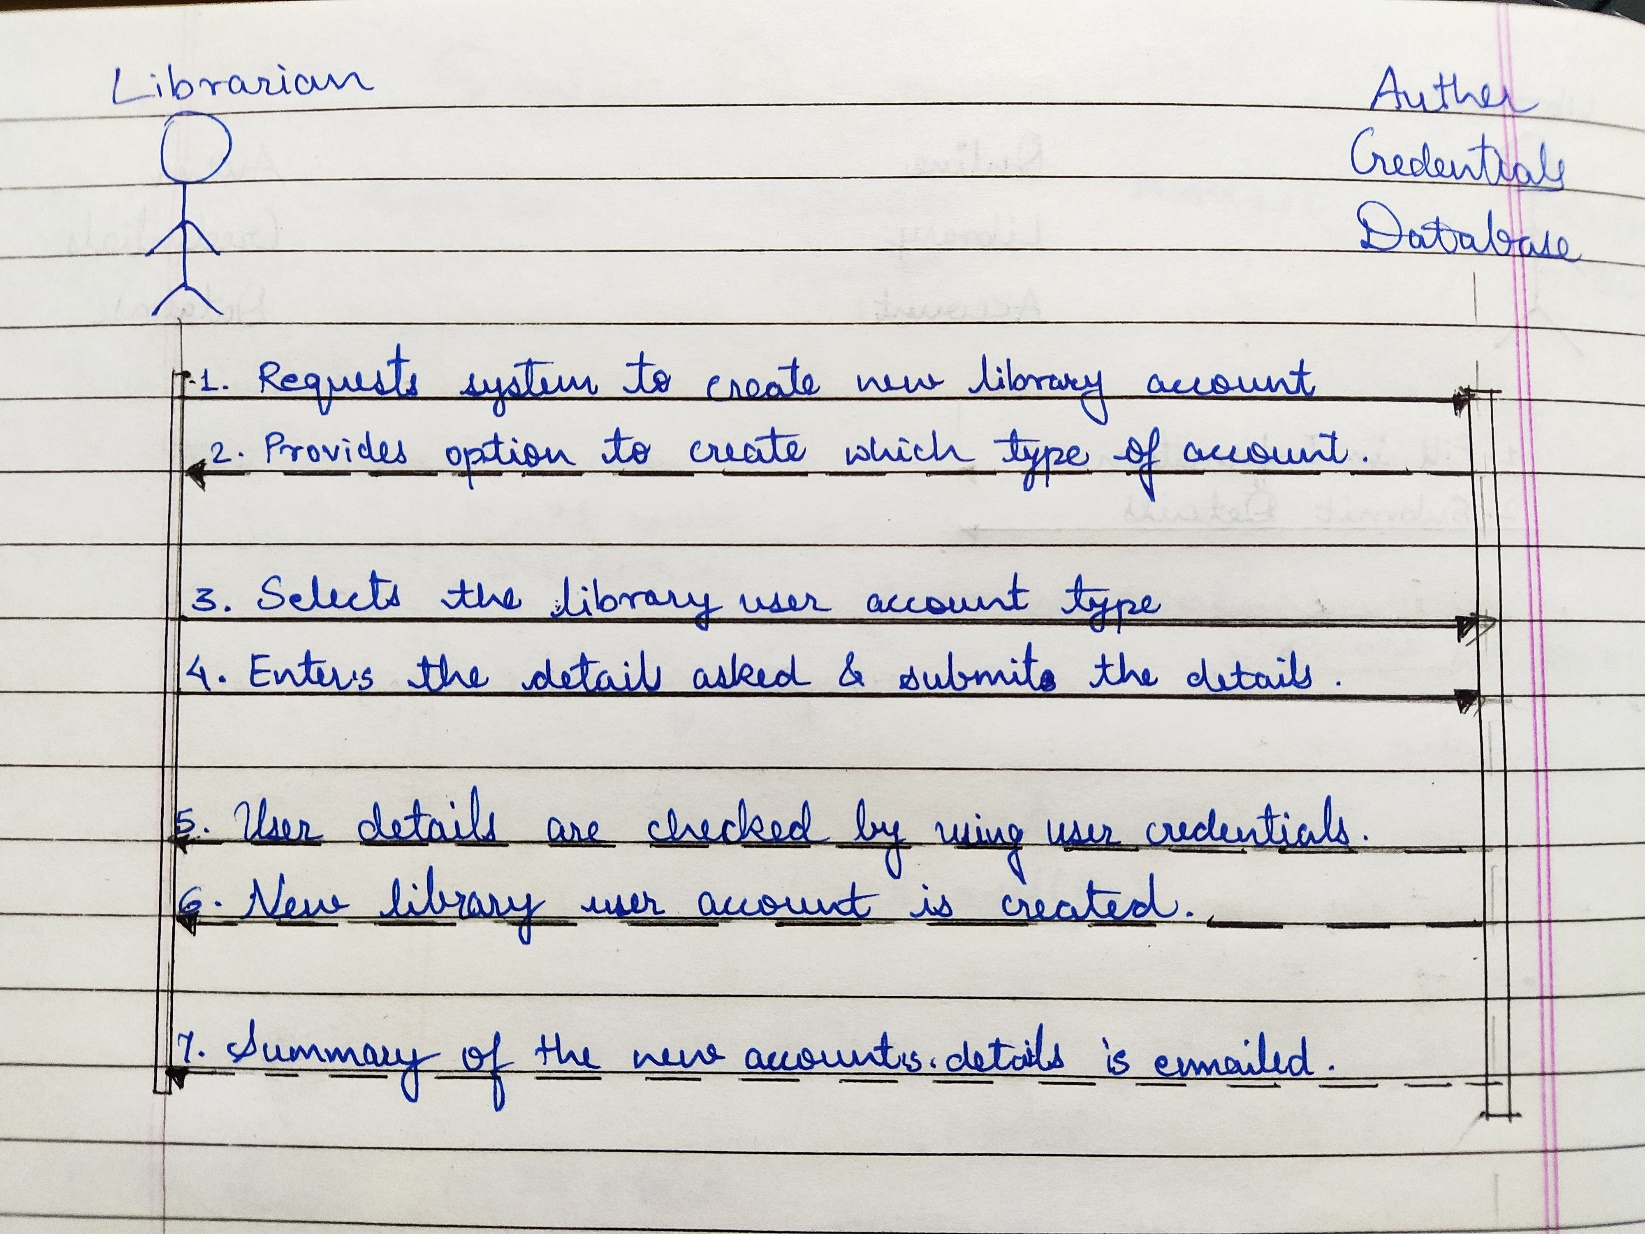 Librarian
Auther
Credentials
Database
1. Requests system to create new library account
2. Provides option to create which type of account.
3. Selects the library user account type
4. Enters the detail asked & submits the details.
5. User details are checked by using user credentials.
6. New library user account is created.
7. Summary of the new accounts details is emailed.